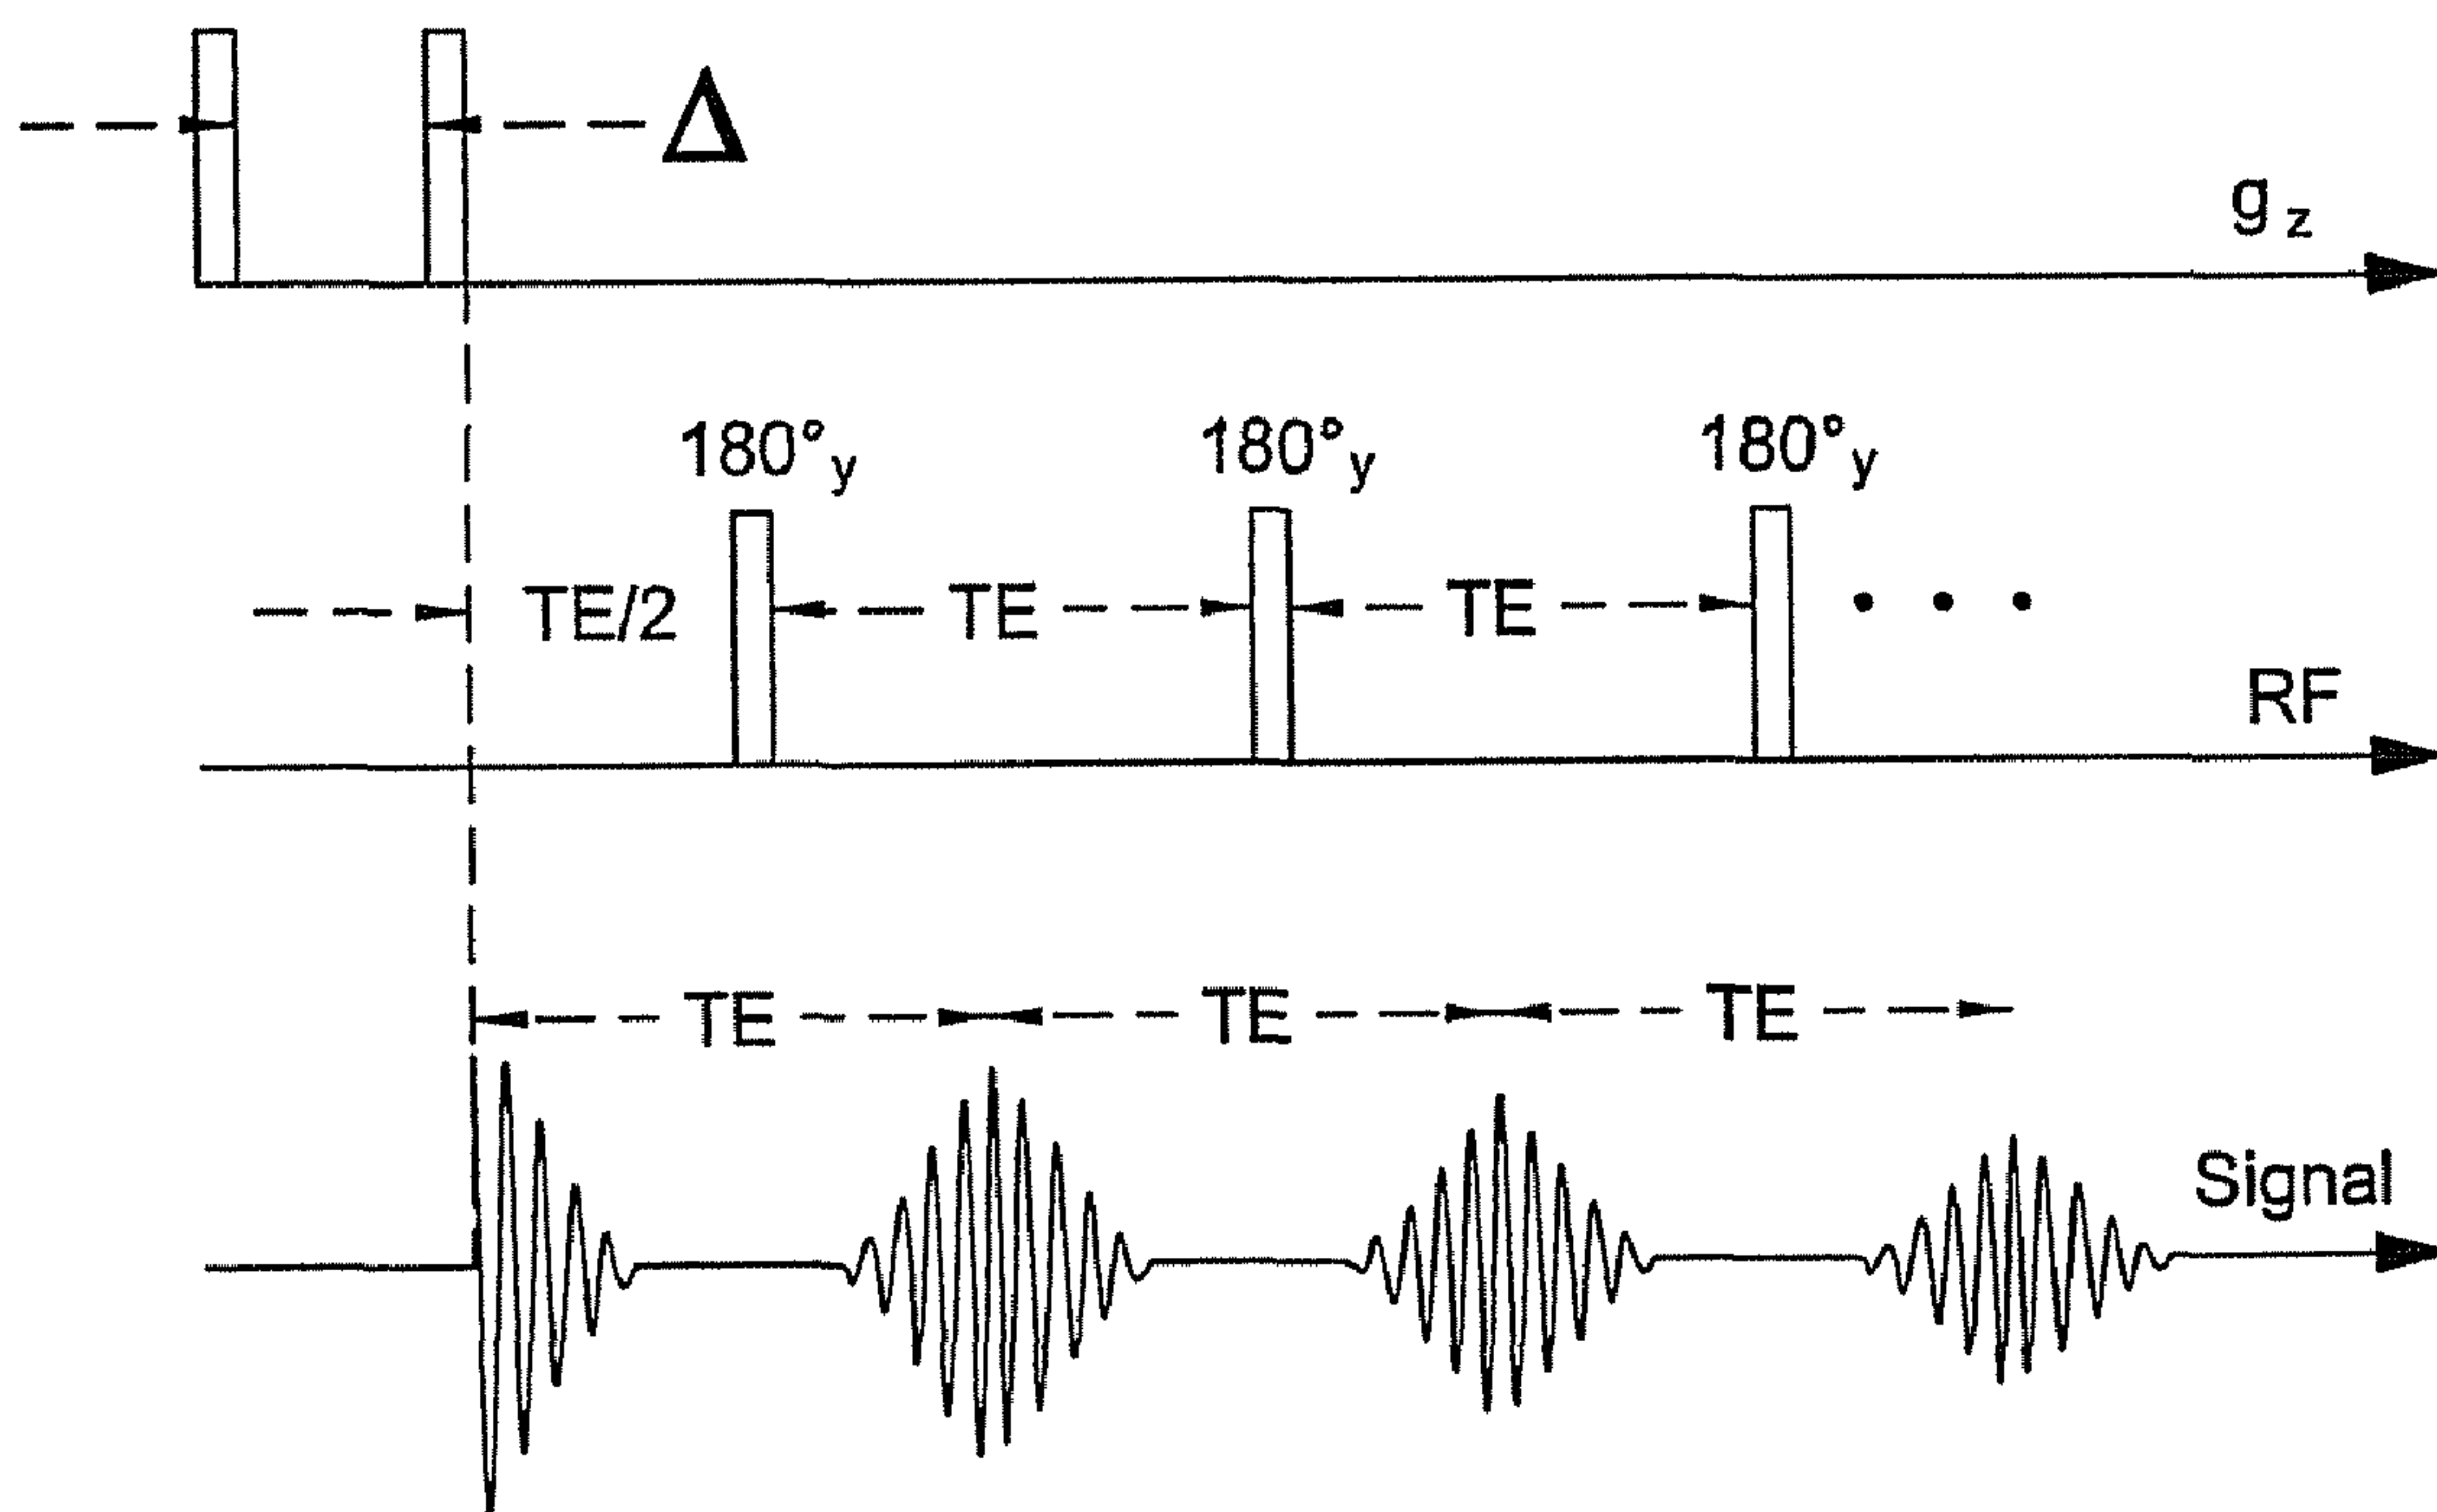 Δ
g z
180°y 180°y 180°y
TE/2 TE TE
RF
TE TE TE
Signal